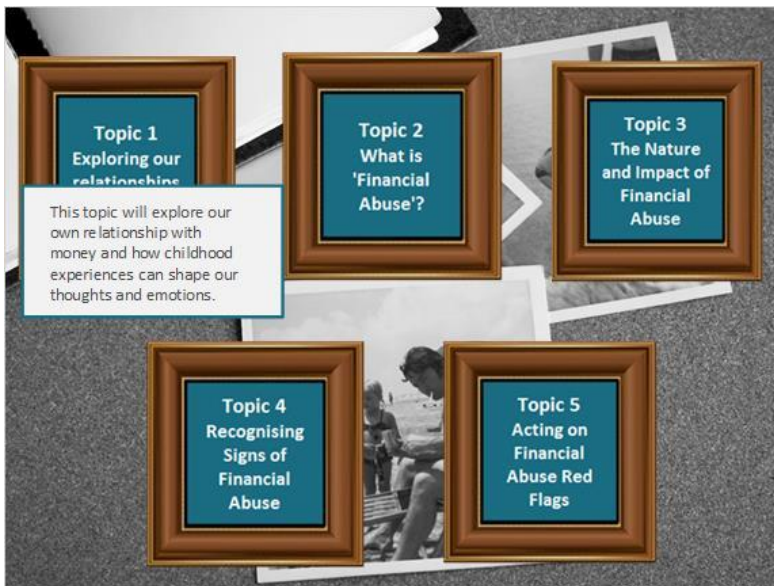 Topic 1
Exploring our
relationships
This topic will explore our
own relationship with
money and how childhood
experiences can shape our
thoughts and emotions.
Topic 2
What is
'Financial
Abuse'?
Topic 3
The Nature
and Impact of
Financial
Abuse
Topic 4
Recognising
Signs of
Financial
Abuse
Topic 5
Acting on
Financial
Abuse Red
Flags